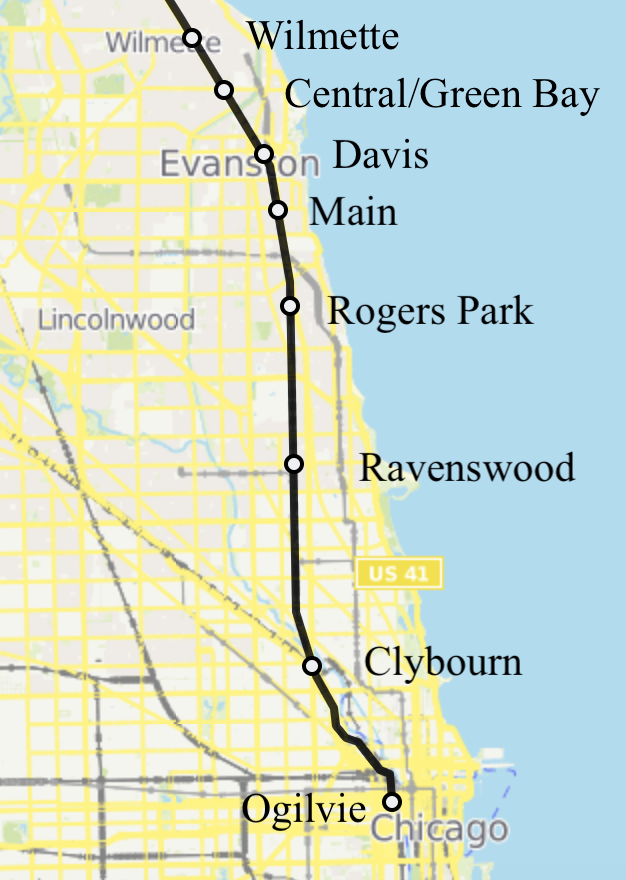 Wilmette
Wilmette
Central/Green Bay
Evanston
Davis
Main
Rogers Park
Lincolnwood
Ravenswood
US 41
Clybourn
Ogilvie
Chicago